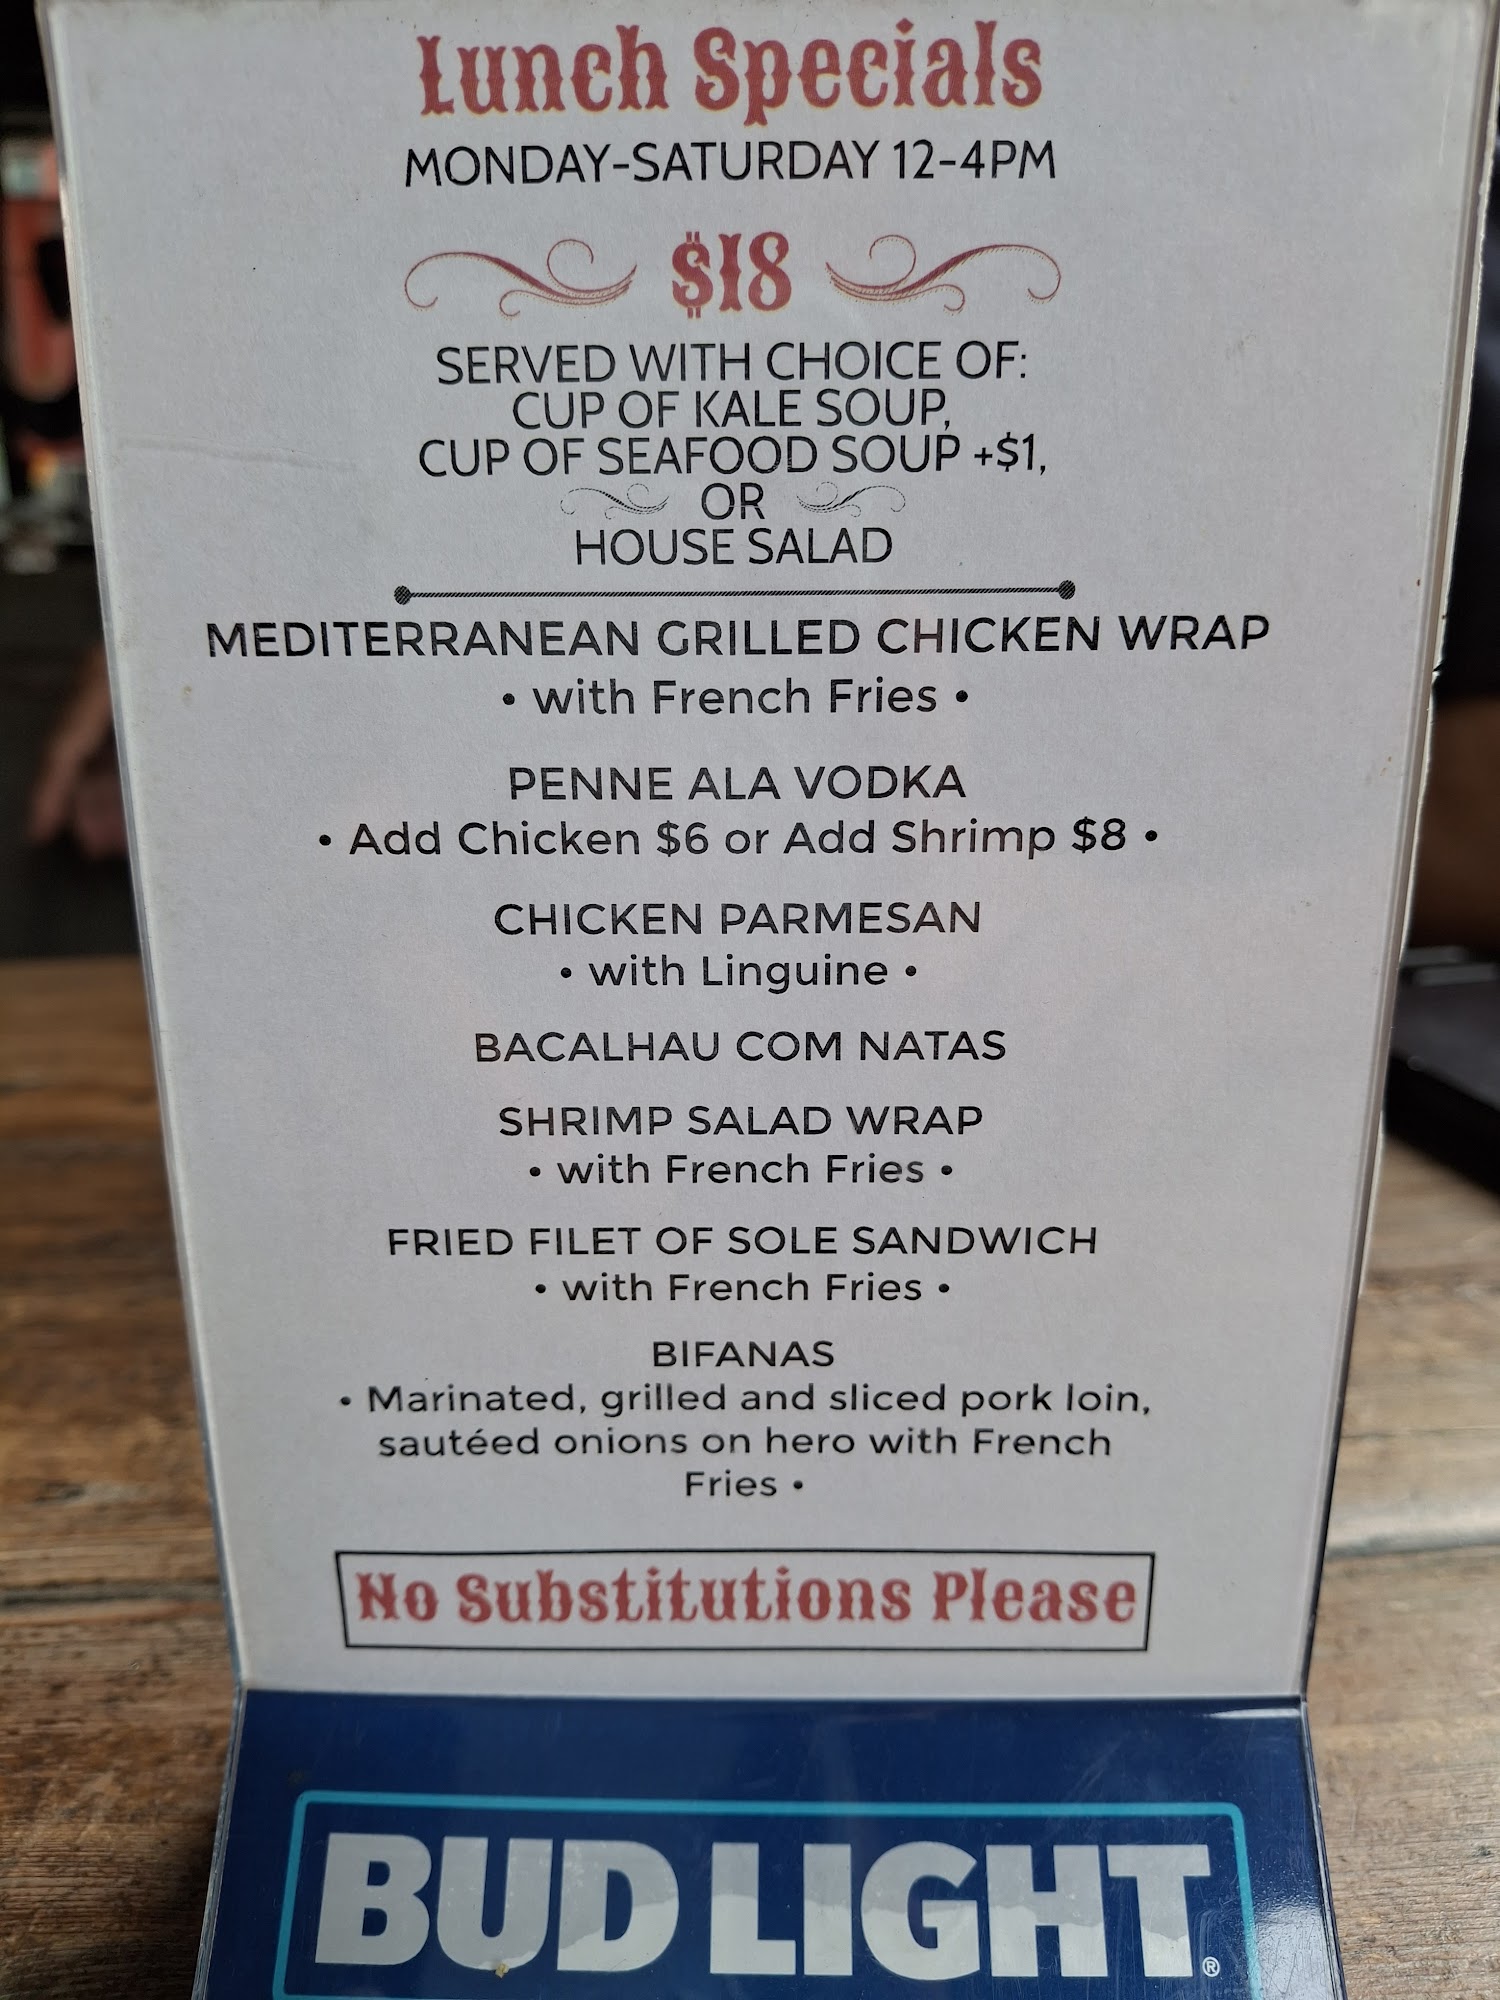 Lunch Specials
MONDAY-SATURDAY 12-4PM
$18
SERVED WITH CHOICE OF:
CUP OF KALE SOUP,
CUP OF SEAFOOD SOUP +$1,
OR
HOUSE SALAD
MEDITERRANEAN GRILLED CHICKEN WRAP
• with French Fries •
PENNE ALA VODKA
• Add Chicken $6 or Add Shrimp $8 •
CHICKEN PARMESAN
• with Linguine •
BACALHAU COM NATAS
SHRIMP SALAD WRAP
• with French Fries •
FRIED FILET OF SOLE SANDWICH
• with French Fries •
BIFANAS
• Marinated, grilled and sliced pork loin,
sautéed onions on hero with French
Fries •
No Substitutions Please
BUD LIGHT®